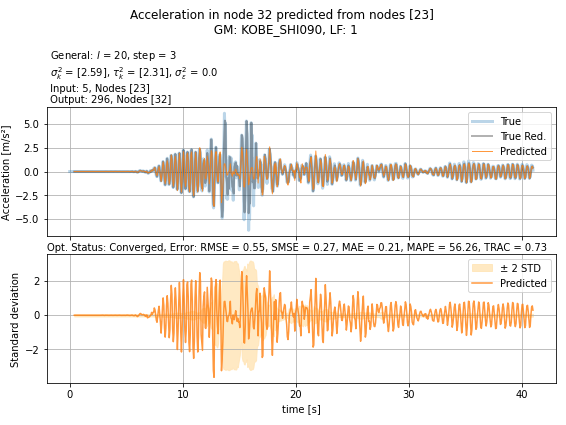 Acceleration in node 32 predicted from nodes [23]
GM: KOBE_SHI090, LF: 1
General: l = 20, step = 3
σ²ₖ = [2.59], τ²ₖ = [2.31], σ²ε = 0.0
Input: 5, Nodes [23]
Output: 296, Nodes [32]
Acceleration [m/s²]
5.0
2.5
0.0
−2.5
−5.0
True
True Red.
Predicted
Opt. Status: Converged, Error: RMSE = 0.55, SMSE = 0.27, MAE = 0.21, MAPE = 56.26, TRAC = 0.73
Standard deviation
2
0
−2
± 2 STD
Predicted
0
10
20
30
40
time [s]